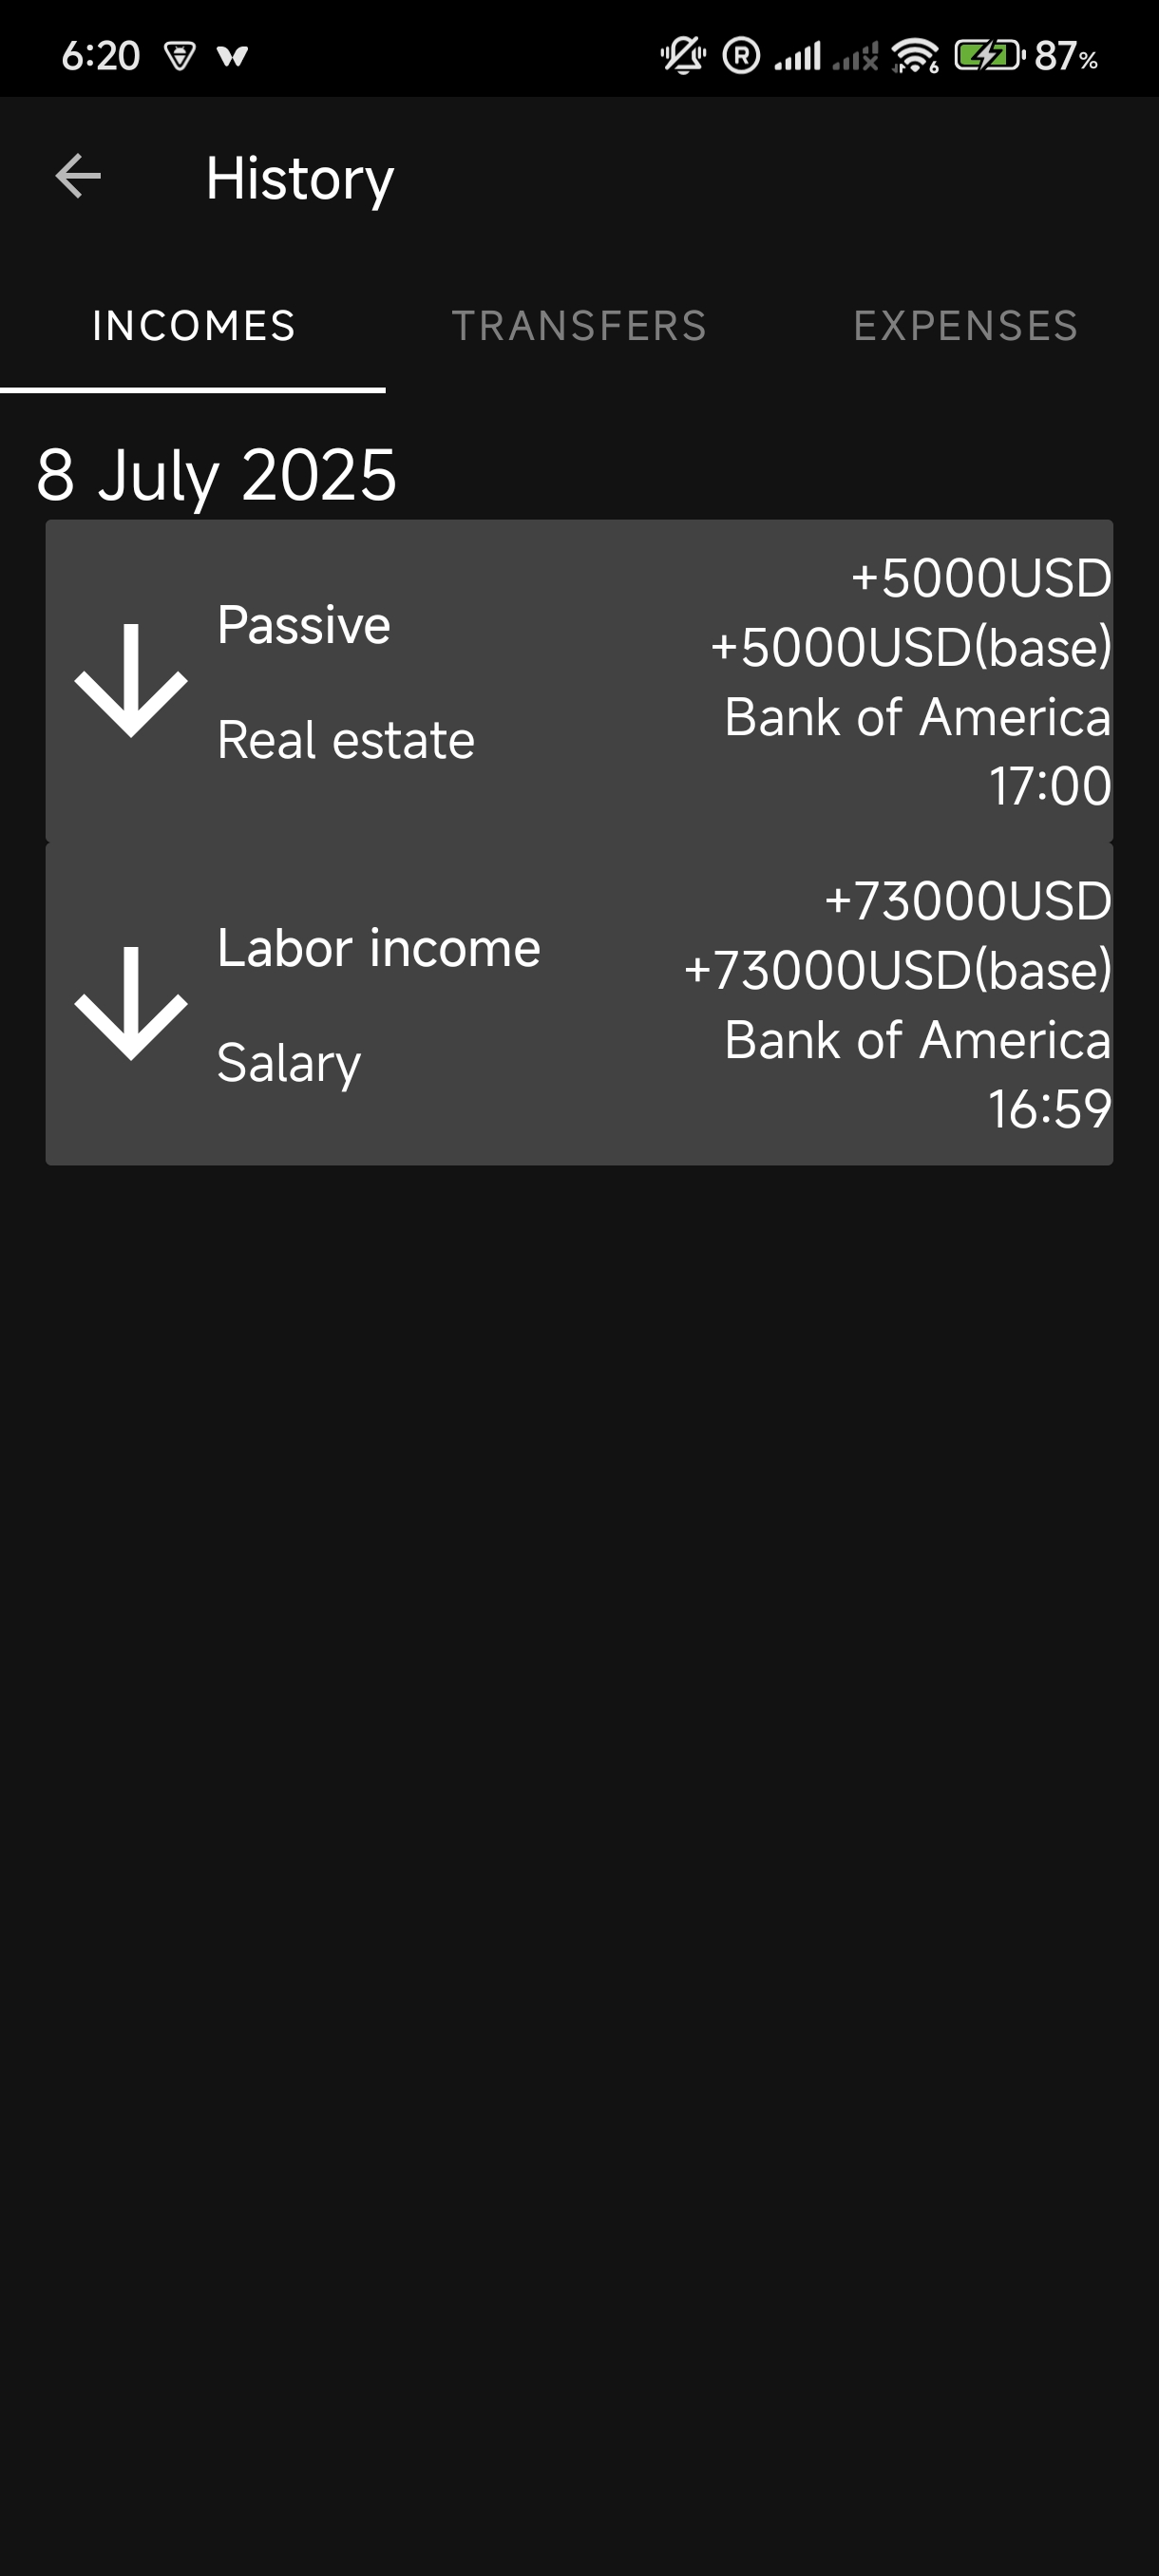 6:20 87%
History
INCOMES TRANSFERS EXPENSES
8 July 2025
+5000USD
Passive
+5000USD(base)
Bank of America
Real estate
17:00
+73000USD
Labor income
+73000USD(base)
Bank of America
Salary
16:59